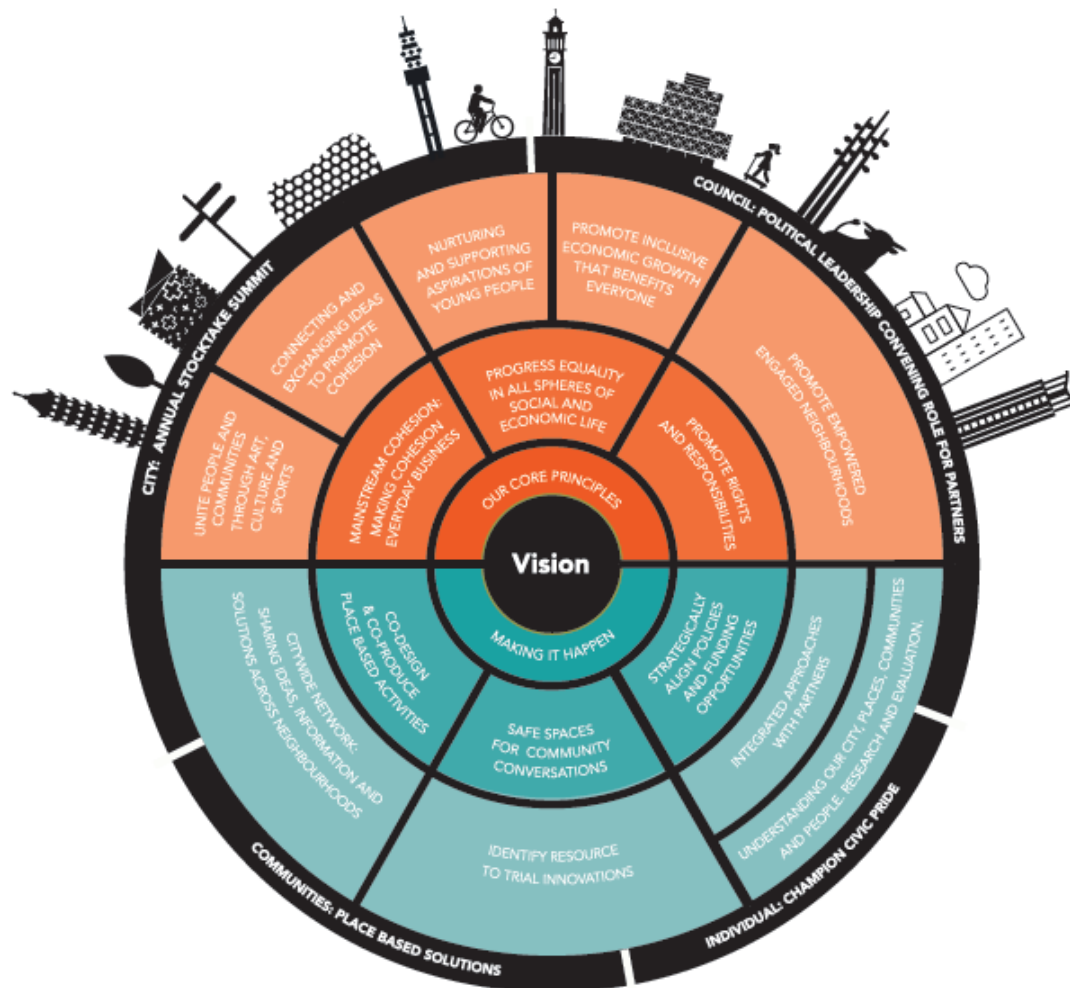 CITY: ANNUAL STOCKTAKE SUMMIT
COUNCIL: POLITICAL LEADERSHIP CONVENING ROLE FOR PARTNERS
UNITE PEOPLE AND
COMMUNITIES
THROUGH ART,
CULTURE AND
SPORTS
CONNECTING AND
EXCHANGING IDEAS
TO PROMOTE
COHESION
NURTURING
AND SUPPORTING
ASPIRATIONS OF
YOUNG PEOPLE
PROMOTE INCLUSIVE
ECONOMIC GROWTH
THAT BENEFITS
EVERYONE
PROMOTE EMPOWERED
ENGAGED NEIGHBOURHOODS
MAINSTREAM COHESION:
MAKING COHESION
EVERYDAY BUSINESS
PROGRESS EQUALITY
IN ALL SPHERES OF
SOCIAL AND
ECONOMIC LIFE
PROMOTE RIGHTS
AND RESPONSIBILITIES
OUR CORE PRINCIPLES
Vision
MAKING IT HAPPEN
CO-DESIGN
& CO-PRODUCE
PLACE BASED ACTIVITIES
SAFE SPACES
FOR COMMUNITY
CONVERSATIONS
STRATEGICALLY
ALIGN POLICIES
AND FUNDING
OPPORTUNITIES
CITYWIDE NETWORK:
SHARING IDEAS, INFORMATION AND
SOLUTIONS ACROSS NEIGHBOURHOODS
IDENTIFY RESOURCE
TO TRIAL INNOVATIONS
INTEGRATED APPROACHES
WITH PARTNERS
UNDERSTANDING OUR CITY, PLACES, COMMUNITIES
AND PEOPLE. RESEARCH AND EVALUATION.
COMMUNITIES: PLACE BASED SOLUTIONS
INDIVIDUAL: CHAMPION CIVIC PRIDE